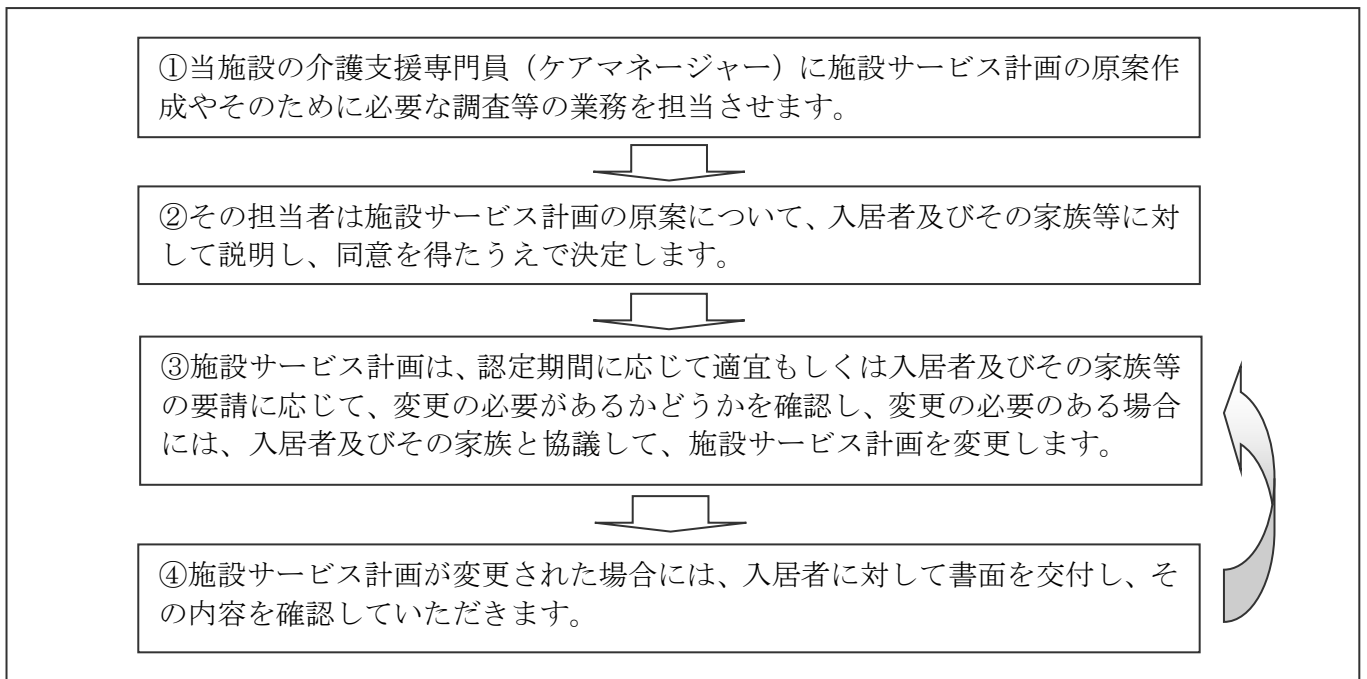 ①当施設の介護支援専門員（ケアマネージャー）に施設サービス計画の原案作
成やそのために必要な調査等の業務を担当させます。
②その担当者は施設サービス計画の原案について、入居者及びその家族等に対
して説明し、同意を得たうえで決定します。
③施設サービス計画は、認定期間に応じて適宜もしくは入居者及びその家族等
の要請に応じて、変更の必要があるかどうかを確認し、変更の必要のある場合
には、入居者及びその家族と協議して、施設サービス計画を変更します。
④施設サービス計画が変更された場合には、入居者に対して書面を交付し、そ
の内容を確認していただきます。